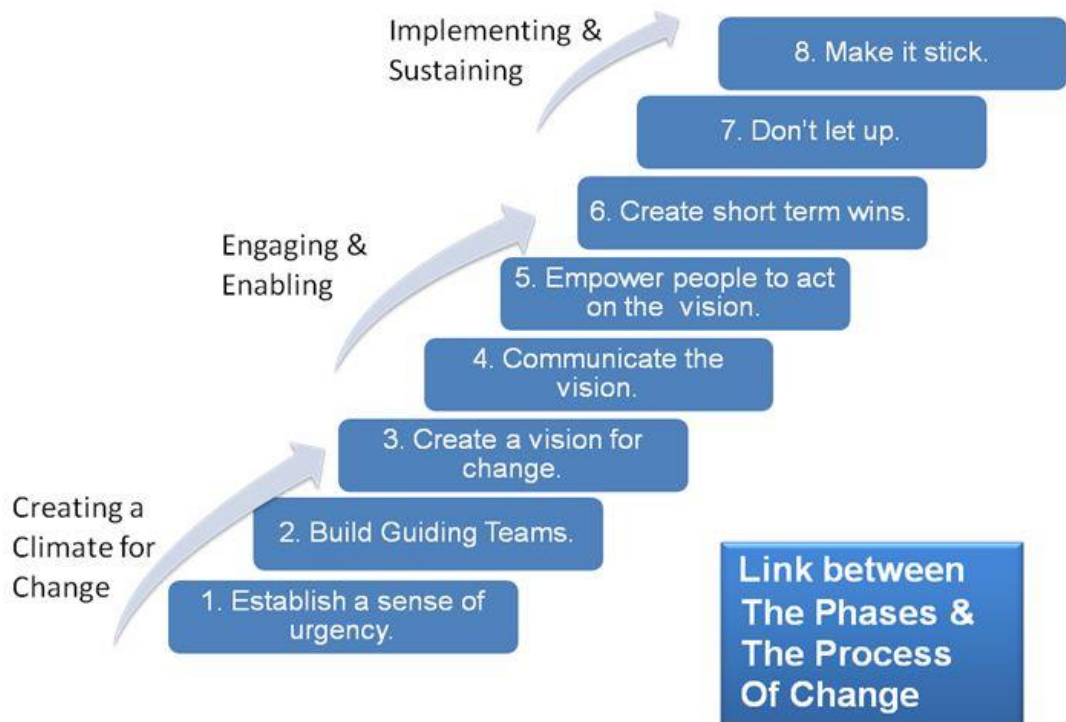 Implementing &
Sustaining
8. Make it stick.
7. Don't let up.
6. Create short term wins.
Engaging &
Enabling
5. Empower people to act
on the  vision.
4. Communicate the
vision.
3. Create a vision for
change.
Creating a
Climate for
Change
2. Build Guiding Teams.
1. Establish a sense of
urgency.
Link between
The Phases &
The Process
Of Change